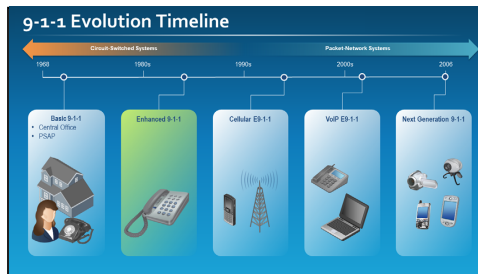 9-1-1 Evolution Timeline
Circuit-Switched Systems
Packet-Network Systems
1968
1980s
1990s
2000s
2006
Basic 9-1-1
• Central Office
• PSAP
Enhanced 9-1-1
Cellular E9-1-1
VoIP E9-1-1
Next Generation 9-1-1